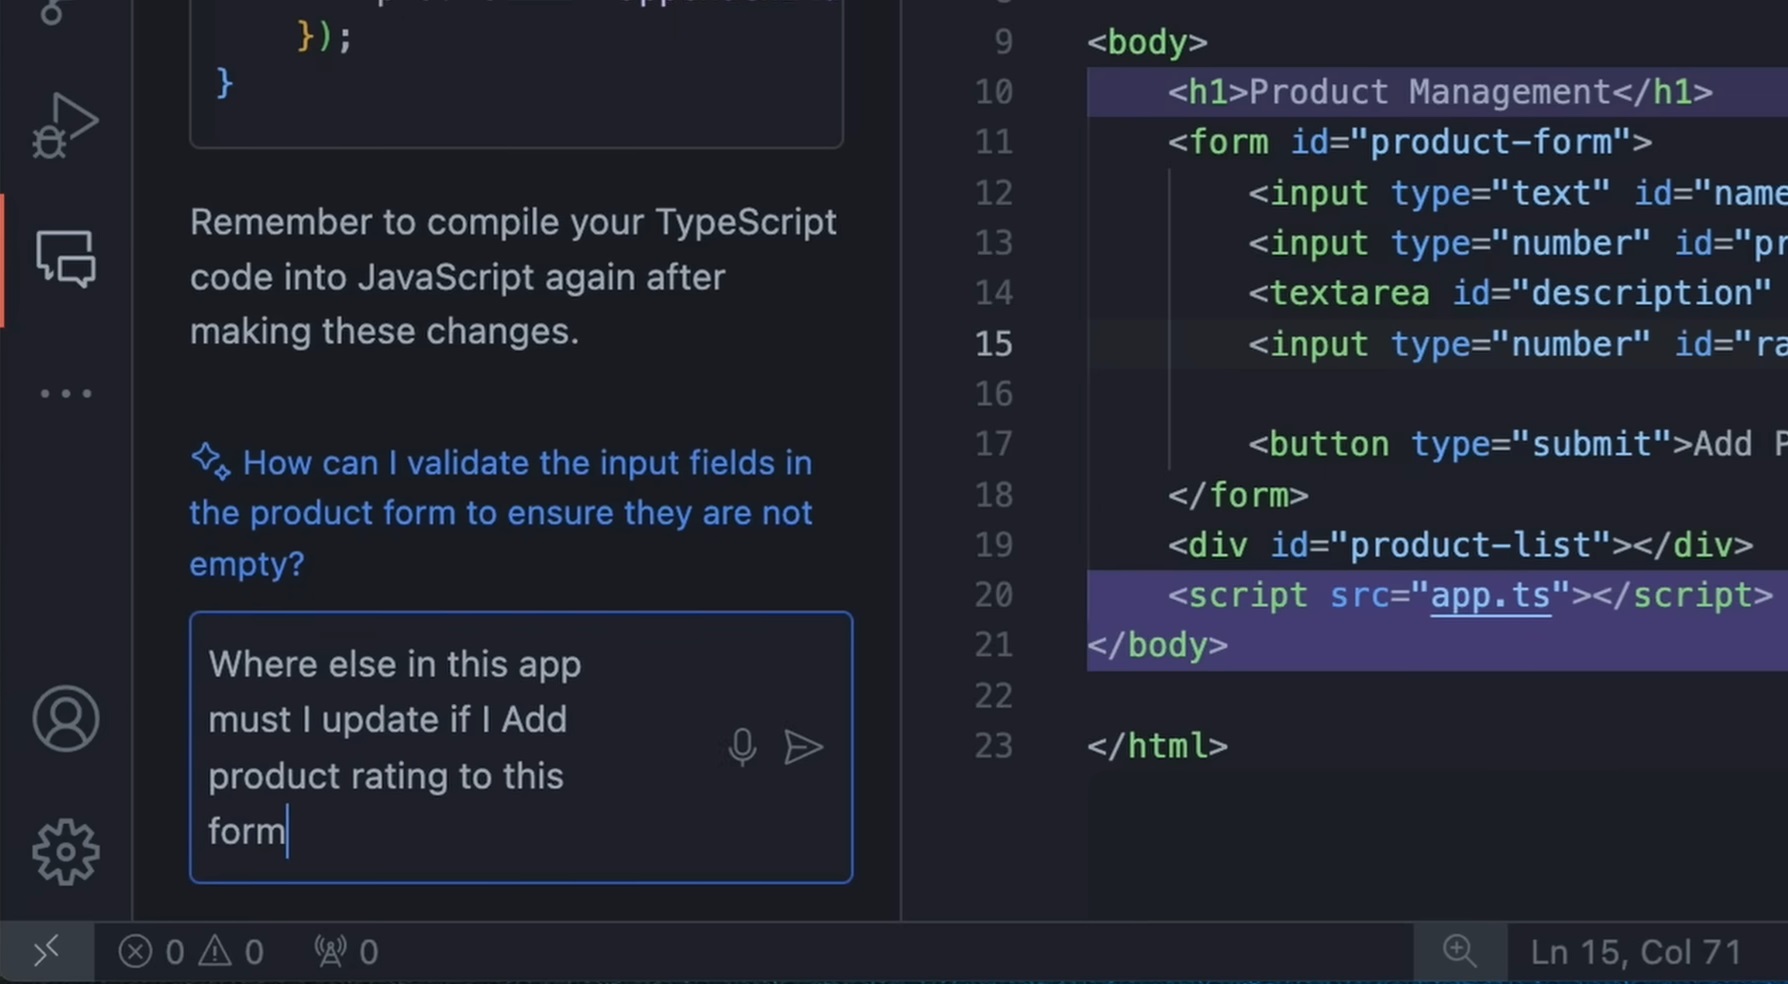 });
}
Remember to compile your TypeScript
code into JavaScript again after
making these changes.
How can I validate the input fields in
the product form to ensure they are not
empty?
Where else in this app
must I update if I Add
product rating to this
form
9 <body>
10 <h1>Product Management</h1>
11 <form id="product-form">
12 <input type="text" id="name
13 <input type="number" id="pr
14 <textarea id="description"
15 <input type="number" id="ra
16
17 <button type="submit">Add P
18 </form>
19 <div id="product-list"></div>
20 <script src="app.ts"></script>
21 </body>
22
23 </html>
0 0 0
Ln 15, Col 71